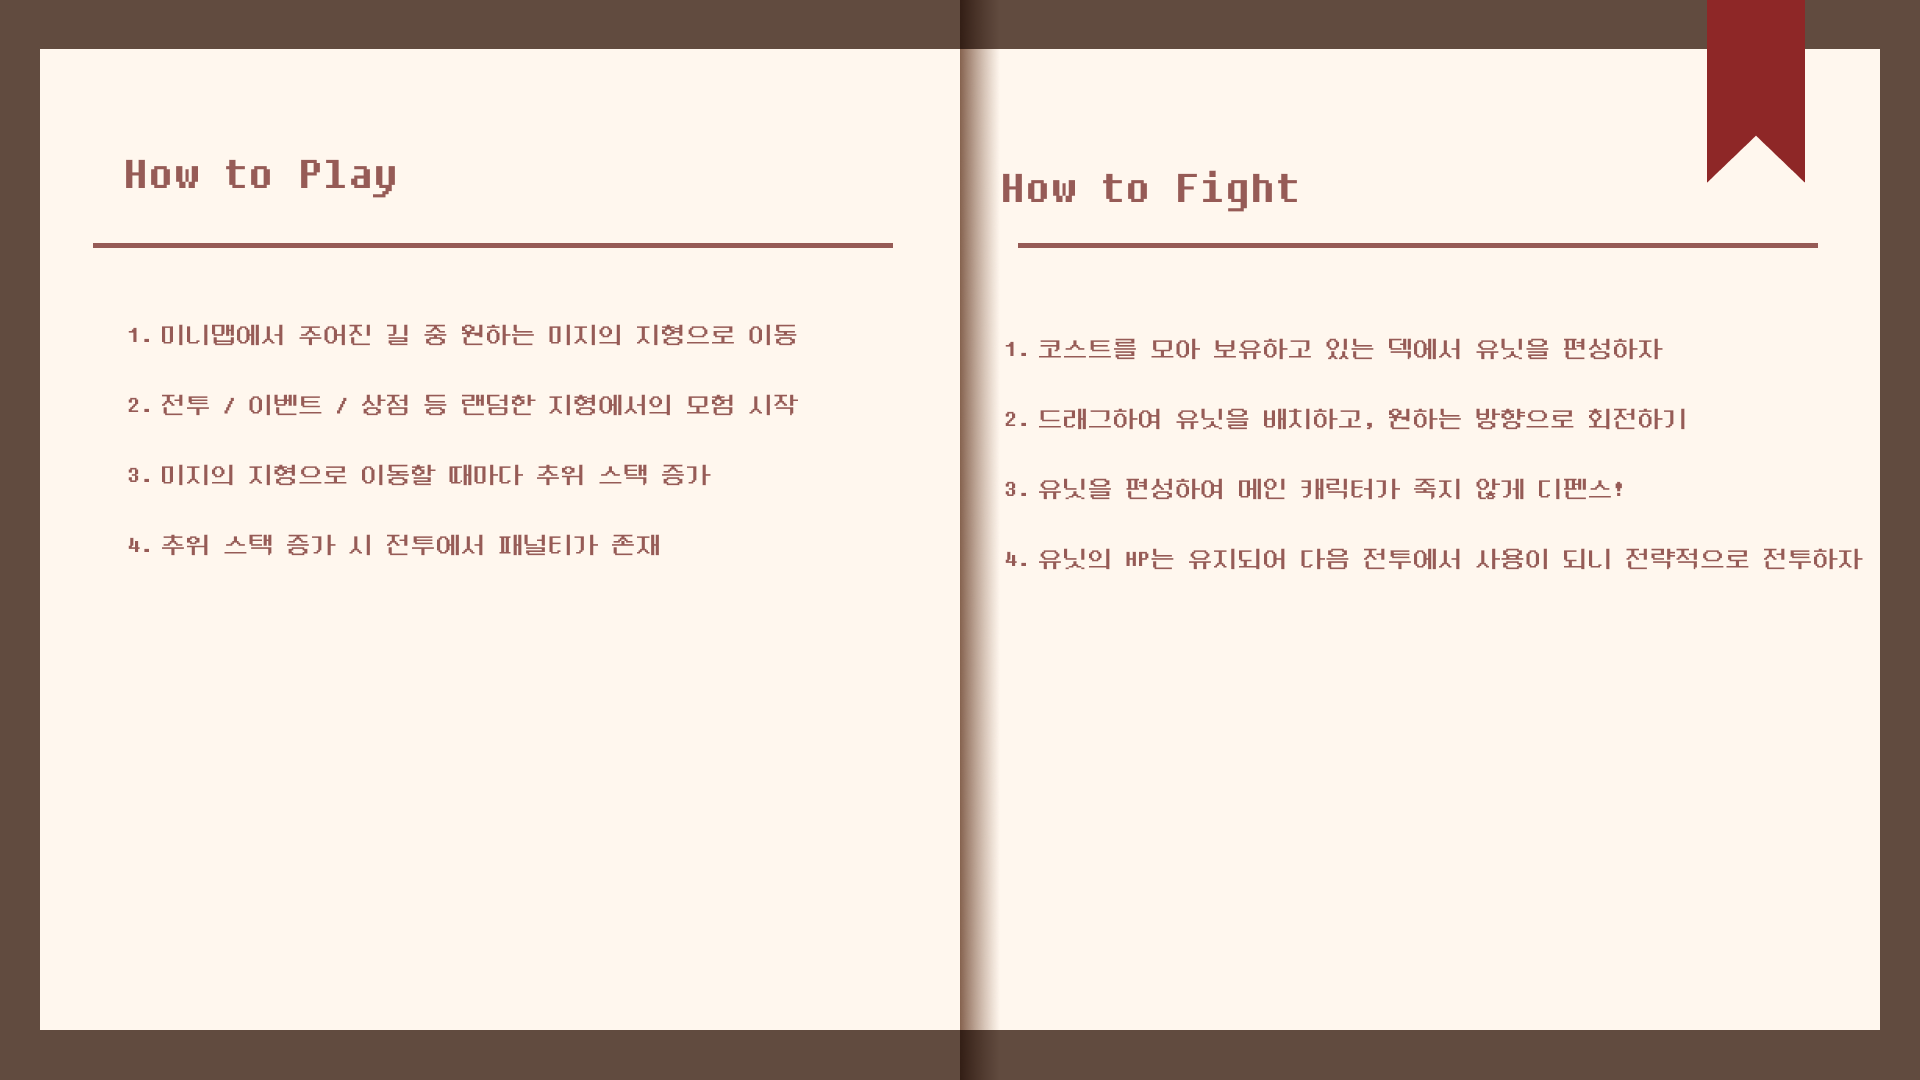 How to Play
1. 미니맵에서 주어진 길 중 원하는 미지의 지형으로 이동
2. 전투 / 이벤트 / 상점 등 랜덤한 지형에서의 모험 시작
3. 미지의 지형으로 이동할 때마다 추위 스택 증가
4. 추위 스택 증가 시 전투에서 패널티가 존재
How to Fight
1. 코스트를 모아 보유하고 있는 덱에서 유닛을 편성하자
2. 드래그하여 유닛을 배치하고, 원하는 방향으로 회전하기
3. 유닛을 편성하여 메인 캐릭터가 죽지 않게 디펜스!
4. 유닛의 HP는 유지되어 다음 전투에서 사용이 되니 전략적으로 전투하자